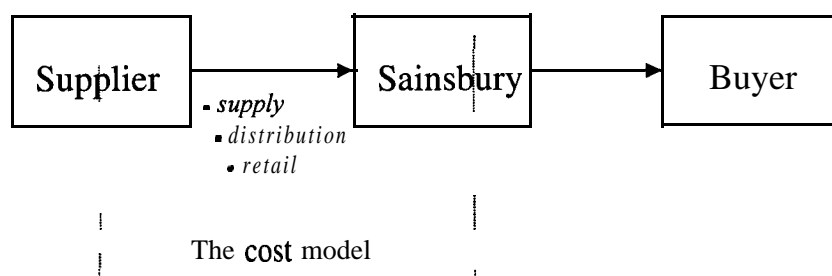 Supplier
Sainsbury
Buyer
supply
distribution
retail
The cost model